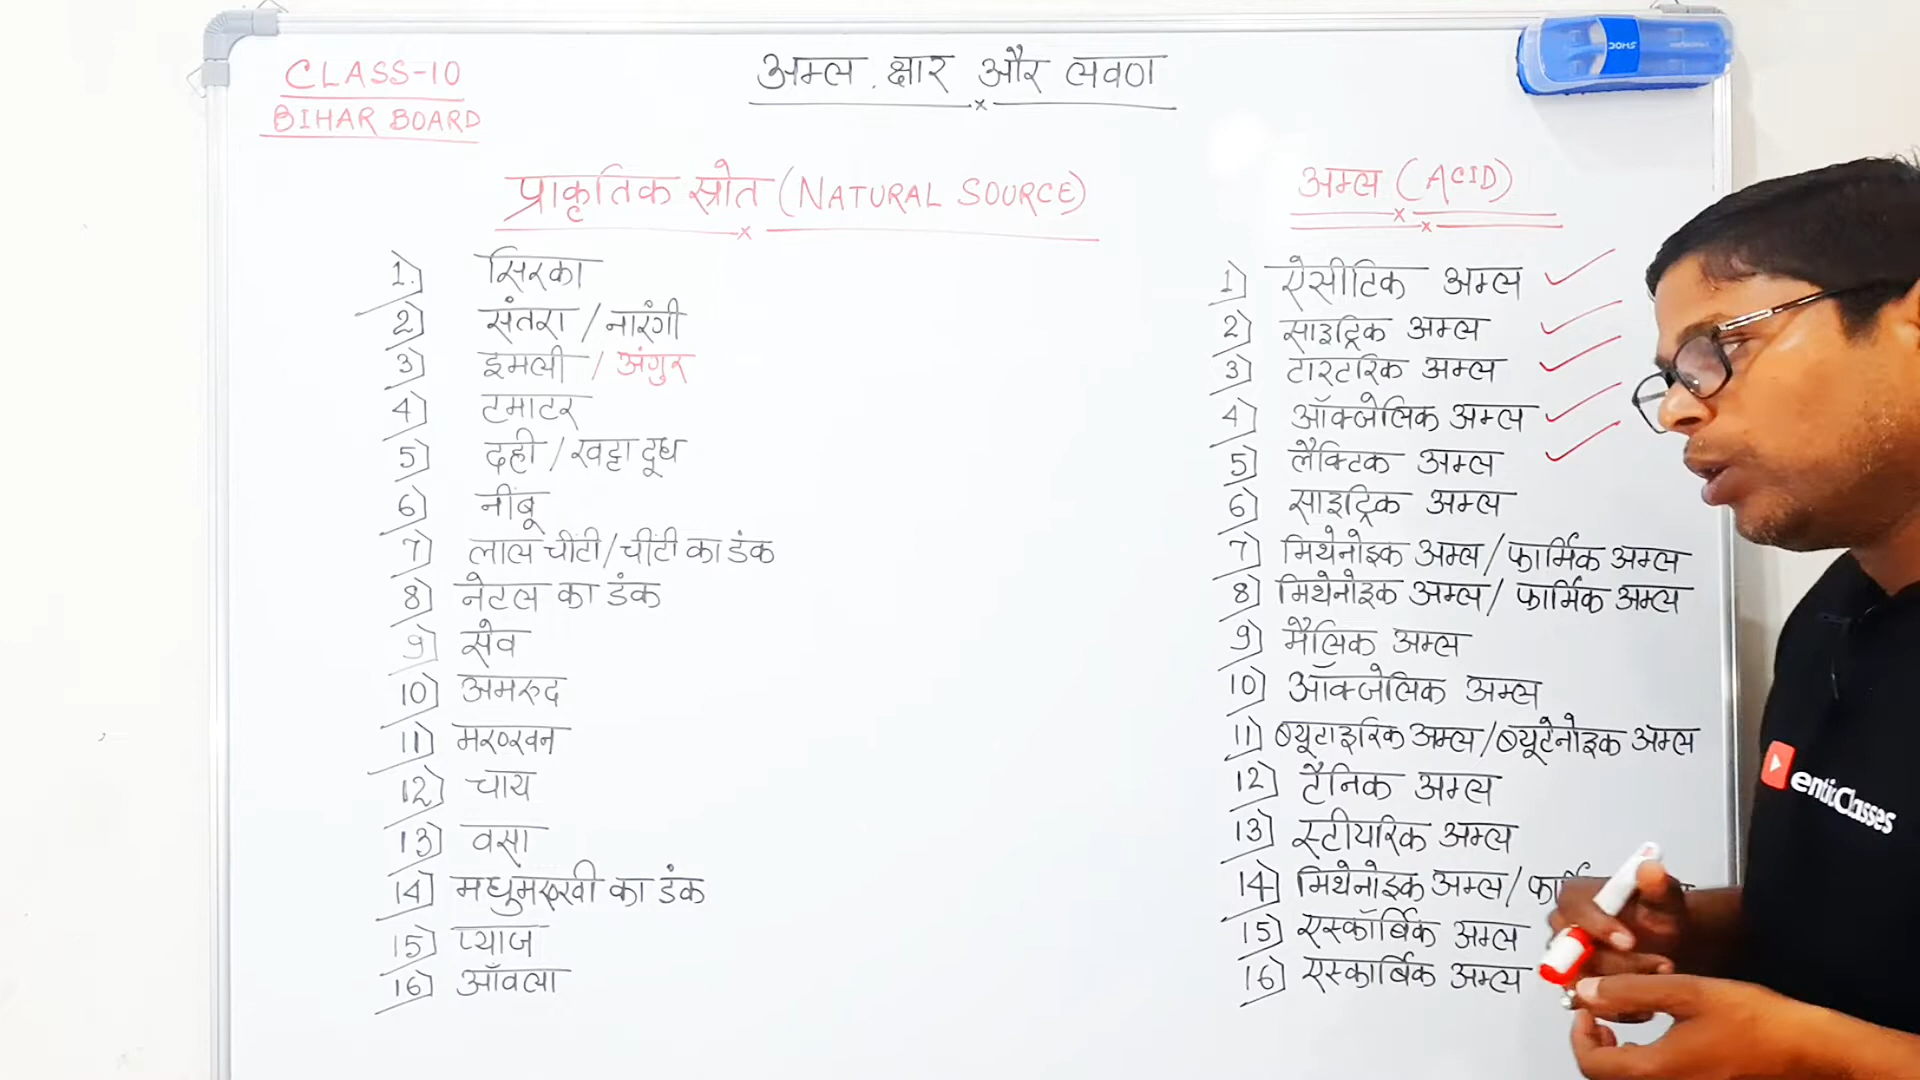 CLASS-10
BIHAR BOARD
अम्ल, क्षार और लवण
प्राकृतिक स्रोत (NATURAL SOURCE)
1) सिरका
2) संतरा / नारंगी
3) इमली / अंगुर
4) टमाटर
5) दही / खट्टा दूध
6) नींबू
7) लाल चींटी / चींटी का डंक
8) नेटल का डंक
9) सेव
10) अमरुद
11) मख्खन
12) चाय
13) वसा
14) मधुमख्खी का डंक
15) प्याज
16) आँवला
अम्ल (ACID)
1) ऐसीटिक अम्ल
2) साइट्रिक अम्ल
3) टारटरिक अम्ल
4) ऑक्जेलिक अम्ल
5) लैक्टिक अम्ल
6) साइट्रिक अम्ल
7) मिथेनोइक अम्ल / फार्मिक अम्ल
8) मिथेनोइक अम्ल / फार्मिक अम्ल
9) मैलिक अम्ल
10) ऑक्जेलिक अम्ल
11) ब्यूटाइरिक अम्ल / ब्यूटेनोइक अम्ल
12) टैनिक अम्ल
13) स्टीयरिक अम्ल
14) मिथेनोइक अम्ल /
15) एस्कॉर्बिक अम्ल
16) एस्कार्बिक अम्ल
Classes